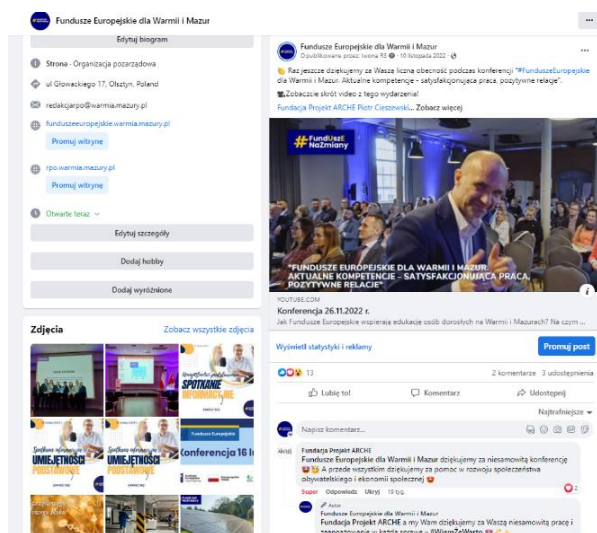 Fundusze Europejskie dla Warmii i Mazur
Edytuj biogram
Strona · Organizacja pozarządowa
ul Głowackiego 17, Olsztyn, Poland
redakcjarpo@warmia.mazury.pl
funduszeeuropejskie.warmia.mazury.pl
Promuj witrynę
rpo.warmia.mazury.pl
Promuj witrynę
Otwarte teraz
Edytuj szczegóły
Dodaj hobby
Dodaj wyróżnione
Zdjęcia
Zobacz wszystkie zdjęcia
SPOTKANIE
INFORMACYJNE
UMIEJĘTNOŚCI
PODSTAWOWE
UMIEJĘTNOŚCI
PODSTAWOWE
Fundusze Europejskie
Konferencja 16 lu
Fundusze Europejskie dla Warmii i Mazur
Opublikowane przez: Iwona RS · 10 listopada 2022 ·
Raz jeszcze dziękujemy za Waszą liczną obecność podczas konferencji "#FunduszeEuropejskie
dla Warmii i Mazur. Aktualne kompetencje - satysfakcjonująca praca, pozytywne relacje".
Zobaczcie skrót video z tego wydarzenia!
Fundacja Projekt ARCHE Piotr Cieszewski... Zobacz więcej
# FundUszE
NaZmiany
"FUNDUSZE EUROPEJSKIE DLA WARMII I MAZUR.
AKTUALNE KOMPETENCJE - SATYSFAKCJONUJĄCA PRACA,
POZYTYWNE RELACJE"
YOUTUBE.COM
Konferencja 26.11.2022 r.
Jak Fundusze Europejskie wspierają edukację osób dorosłych na Warmii i Mazurach? Na czym ...
Wyświetl statystyki i reklamy
Promuj post
13
2 komentarze 3 udostępnienia
Lubię to!
Komentarz
Udostępnij
Najtrafniejsze
Napisz komentarz...
Fundacja Projekt ARCHE
Fundusze Europejskie dla Warmii i Mazur dziękujemy za niesamowitą konferencję
A przede wszystkim dziękujemy za pomoc w rozwoju społeczeństwa
obywatelskiego i ekonomii społecznej
Super Odpowiedz Ukryj 19 tyg.
2
Autor
Fundusze Europejskie dla Warmii i Mazur
Fundacja Projekt ARCHE a my Wam dziękujemy za Waszą niesamowitą pracę i
zaangażowanie w każdą sprawę - #WiemŻeWarto